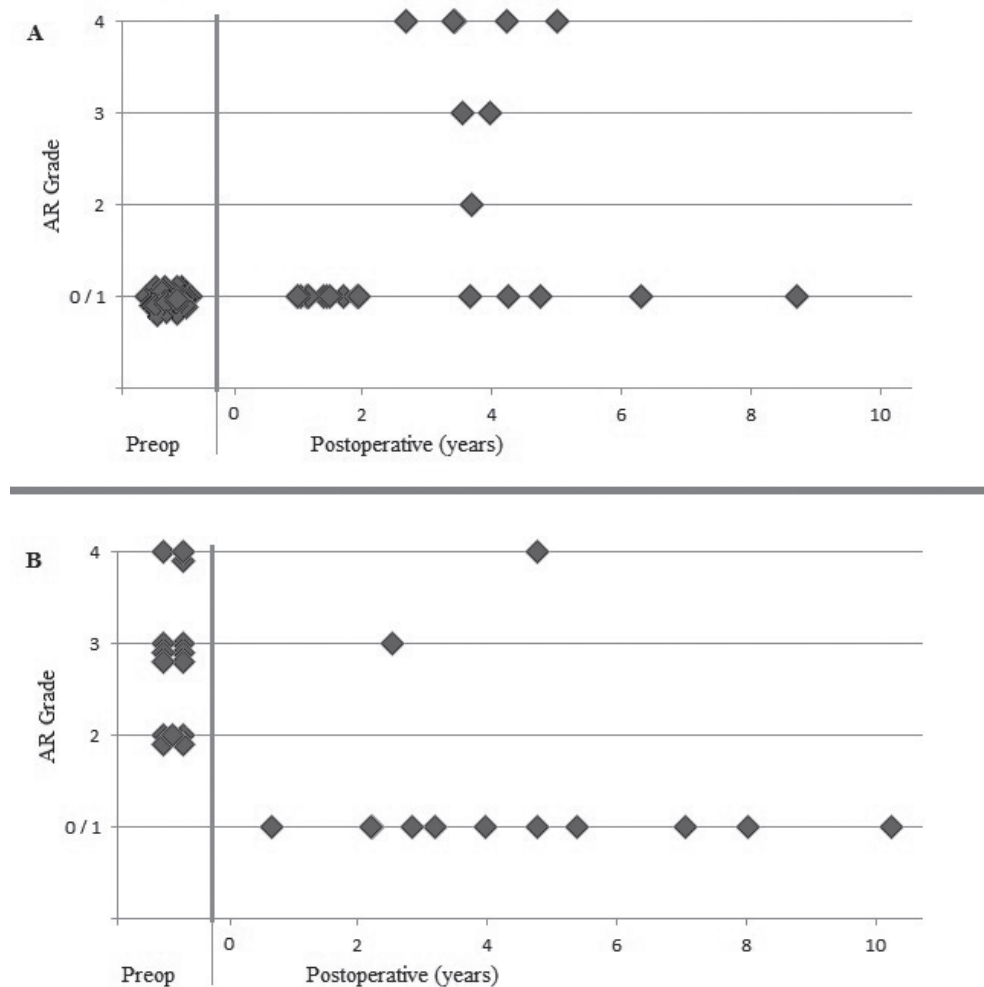 A
4
3
2
0 / 1
AR Grade
0 2 4 6 8 10
Preop Postoperative (years)
B
4
3
2
0 / 1
AR Grade
0 2 4 6 8 10
Preop Postoperative (years)